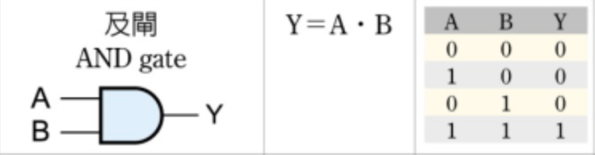 及閘
AND gate
A
B
Y
Y=A·B
A B Y
0 0 0
1 0 0
0 1 0
1 1 1